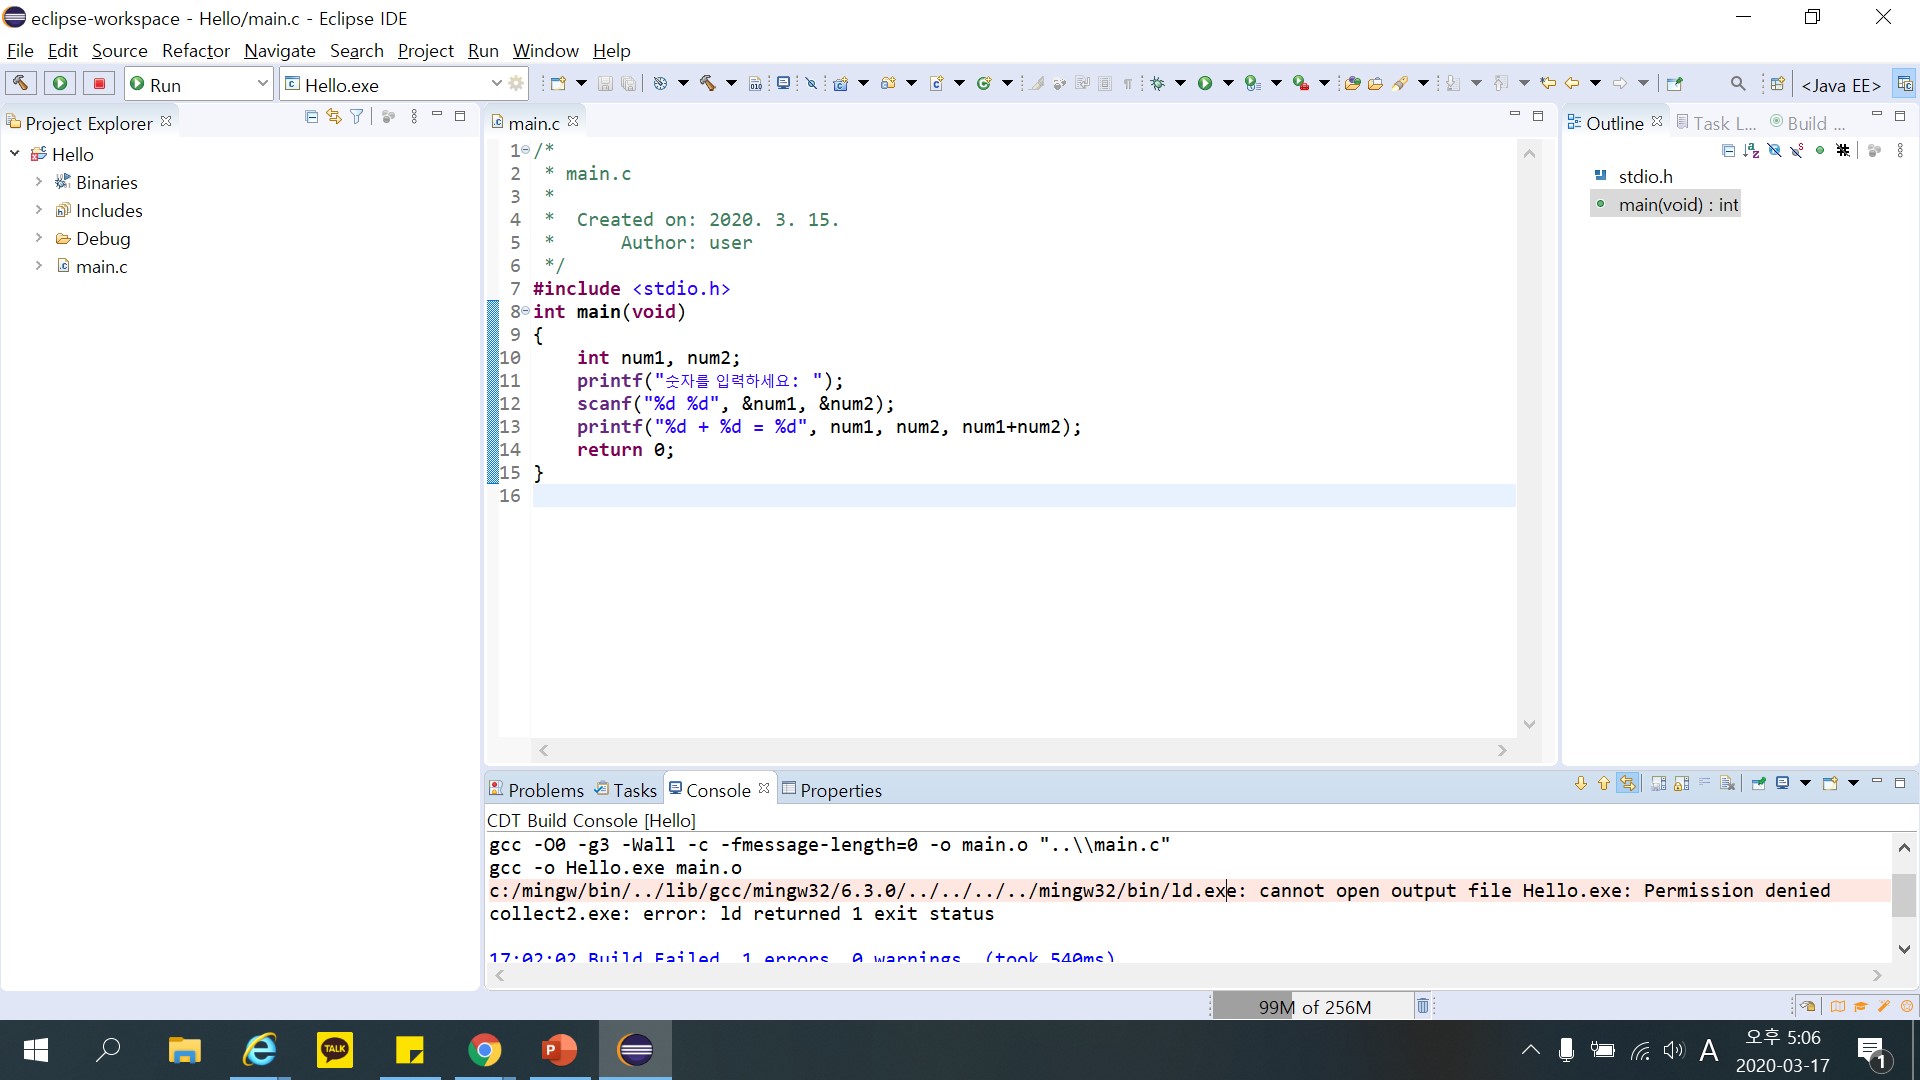 eclipse-workspace - Hello/main.c - Eclipse IDE
File Edit Source Refactor Navigate Search Project Run Window Help
Run Hello.exe <Java EE>
Project Explorer
Hello
Binaries
Includes
Debug
main.c
main.c
1 /*
2 * main.c
3 *
4 * Created on: 2020. 3. 15.
5 * Author: user
6 */
7 #include <stdio.h>
8 int main(void)
9 {
10 int num1, num2;
11 printf("숫자를 입력하세요: ");
12 scanf("%d %d", &num1, &num2);
13 printf("%d + %d = %d", num1, num2, num1+num2);
14 return 0;
15 }
16
Outline Task L... Build ...
stdio.h
main(void) : int
Problems Tasks Console Properties
CDT Build Console [Hello]
gcc -O0 -g3 -Wall -c -fmessage-length=0 -o main.o "..\\main.c"
gcc -o Hello.exe main.o
c:/mingw/bin/../lib/gcc/mingw32/6.3.0/../../../../mingw32/bin/ld.exe: cannot open output file Hello.exe: Permission denied
collect2.exe: error: ld returned 1 exit status
17:02:02 Build Failed. 1 errors, 0 warnings. (took 540ms)
99M of 256M
TALK
A
오후 5:06
2020-03-17
1